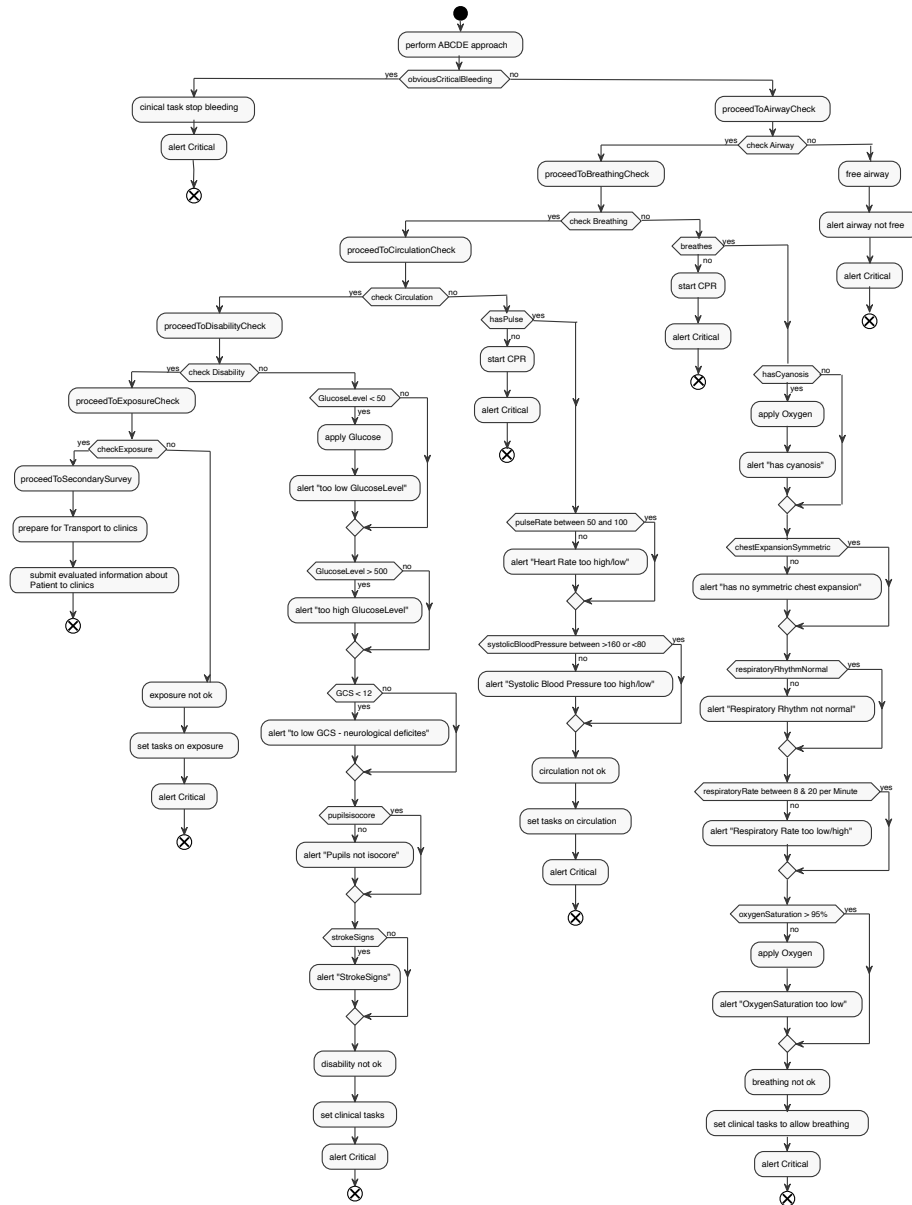 perform ABCDE approach
yes
obviousCriticalBleeding
no
cinical task stop bleeding
alert Critical
proceedToAirwayCheck
yes
check Airway
no
free airway
alert airway not free
alert Critical
proceedToBreathingCheck
yes
check Breathing
no
breathes
yes
no
start CPR
alert Critical
proceedToCirculationCheck
yes
check Circulation
no
hasPulse
yes
no
start CPR
alert Critical
proceedToDisabilityCheck
yes
check Disability
no
proceedToExposureCheck
yes
checkExposure
no
proceedToSecondarySurvey
prepare for Transport to clinics
submit evaluated information about
Patient to clinics
exposure not ok
set tasks on exposure
alert Critical
GlucoseLevel < 50
no
yes
apply Glucose
alert "too low GlucoseLevel"
GlucoseLevel > 500
no
yes
alert "too high GlucoseLevel"
GCS < 12
no
yes
alert "to low GCS - neurological deficites"
pupilsisocore
yes
no
alert "Pupils not isocore"
strokeSigns
no
yes
alert "StrokeSigns"
disability not ok
set clinical tasks
alert Critical
pulseRate between 50 and 100
yes
no
alert "Heart Rate too high/low"
systolicBloodPressure between >160 or <80
yes
no
alert "Systolic Blood Pressure too high/low"
circulation not ok
set tasks on circulation
alert Critical
hasCyanosis
no
yes
apply Oxygen
alert "has cyanosis"
chestExpansionSymmetric
yes
no
alert "has no symmetric chest expansion"
respiratoryRhythmNormal
yes
no
alert "Respiratory Rhythm not normal"
respiratoryRate between 8 & 20 per Minute
yes
no
alert "Respiratory Rate too low/high"
oxygenSaturation > 95%
yes
no
apply Oxygen
alert "OxygenSaturation too low"
breathing not ok
set clinical tasks to allow breathing
alert Critical